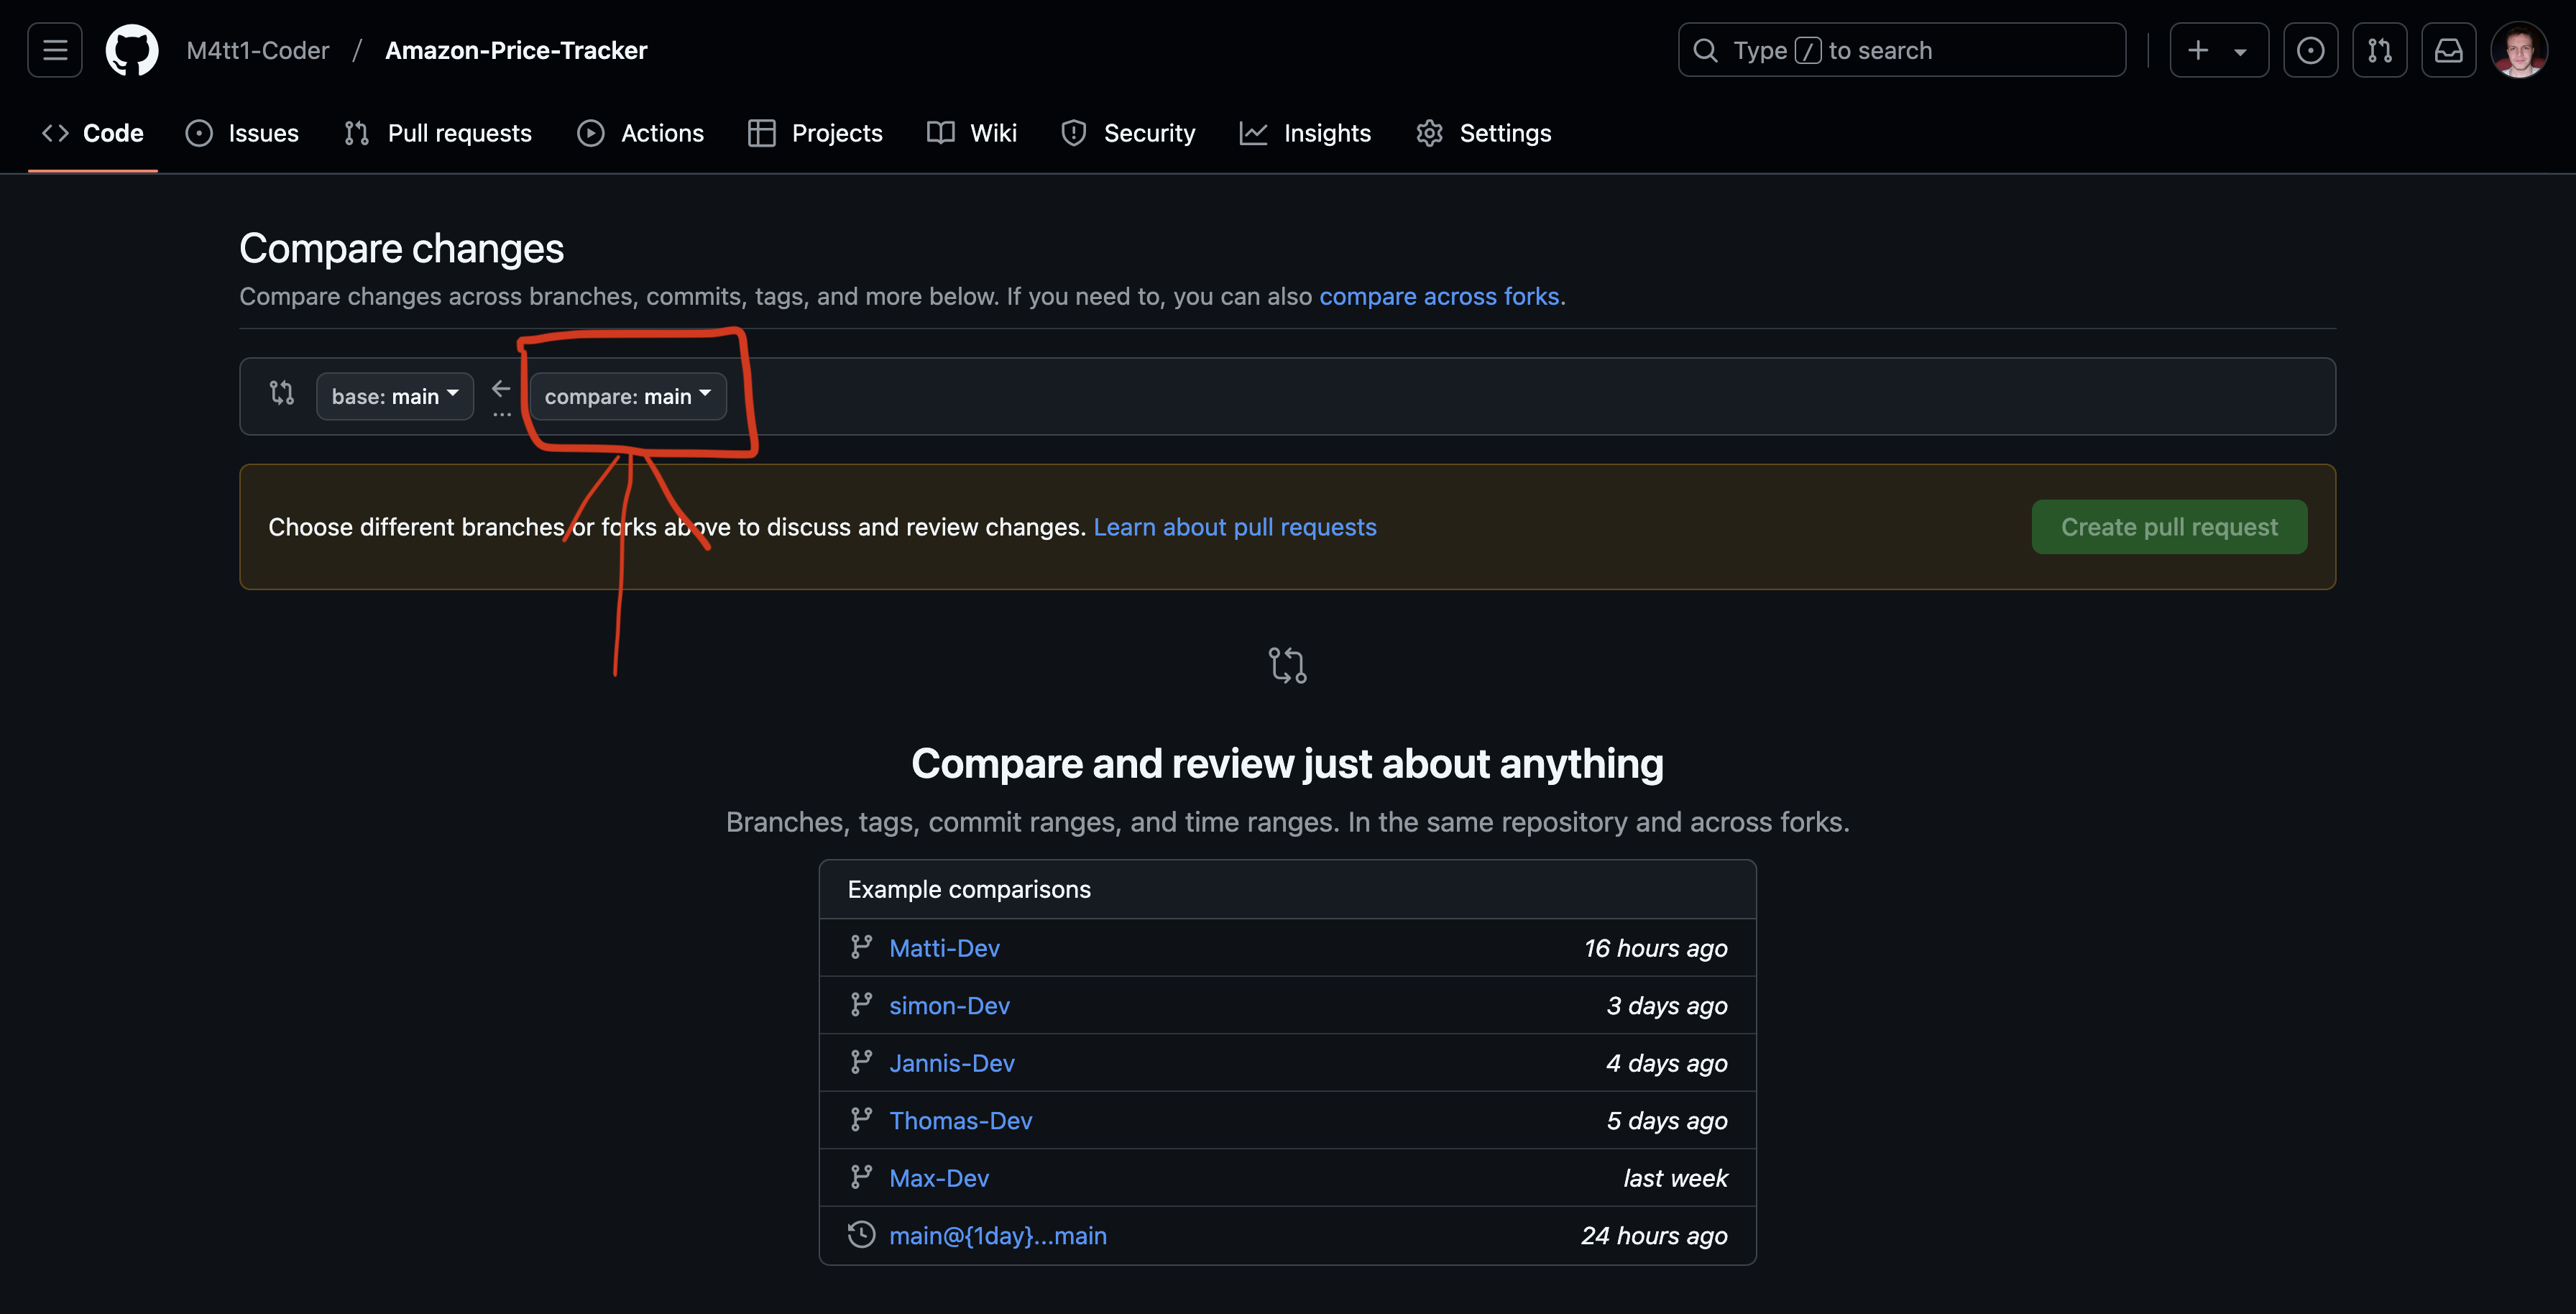 M4tt1-Coder / Amazon-Price-Tracker
Type / to search
Code Issues Pull requests Actions Projects Wiki Security Insights Settings
Compare changes
Compare changes across branches, commits, tags, and more below. If you need to, you can also compare across forks.
base: main ... compare: main
Choose different branches or forks above to discuss and review changes. Learn about pull requests Create pull request
Compare and review just about anything
Branches, tags, commit ranges, and time ranges. In the same repository and across forks.
Example comparisons
Matti-Dev 16 hours ago
simon-Dev 3 days ago
Jannis-Dev 4 days ago
Thomas-Dev 5 days ago
Max-Dev last week
main@{1day}...main 24 hours ago